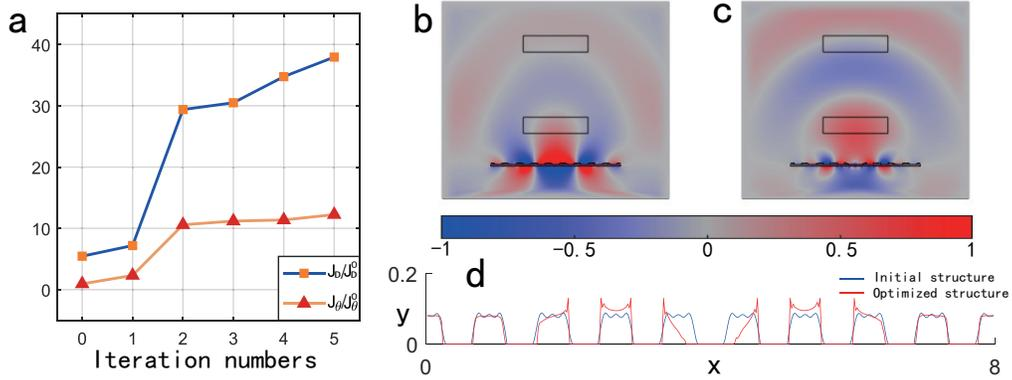 a
40
30
20
10
0
0 1 2 3 4 5
Iteration numbers
J_D/J_D^0
J_θ/J_θ^0
b
c
−1 −0.5 0 0.5 1
d
Initial structure
Optimized structure
0.2
y
0
0 x 8